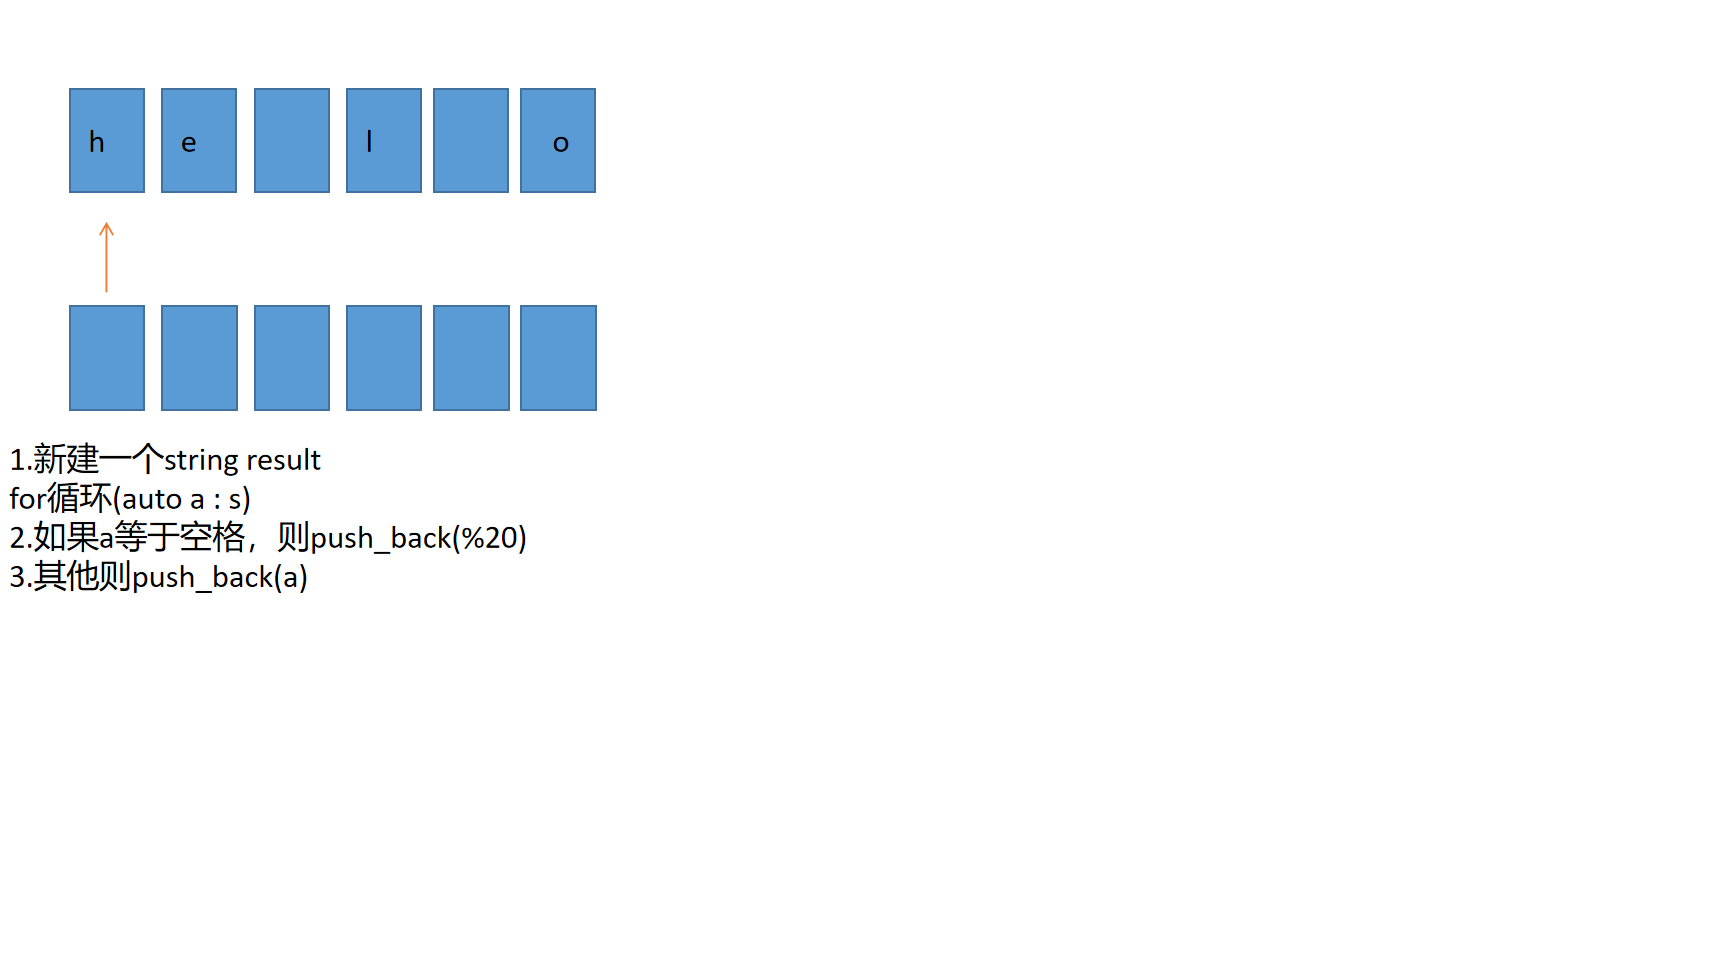 h e l o
1.新建一个string result
for循环(auto a : s)
2.如果a等于空格，则push_back(%20)
3.其他则push_back(a)